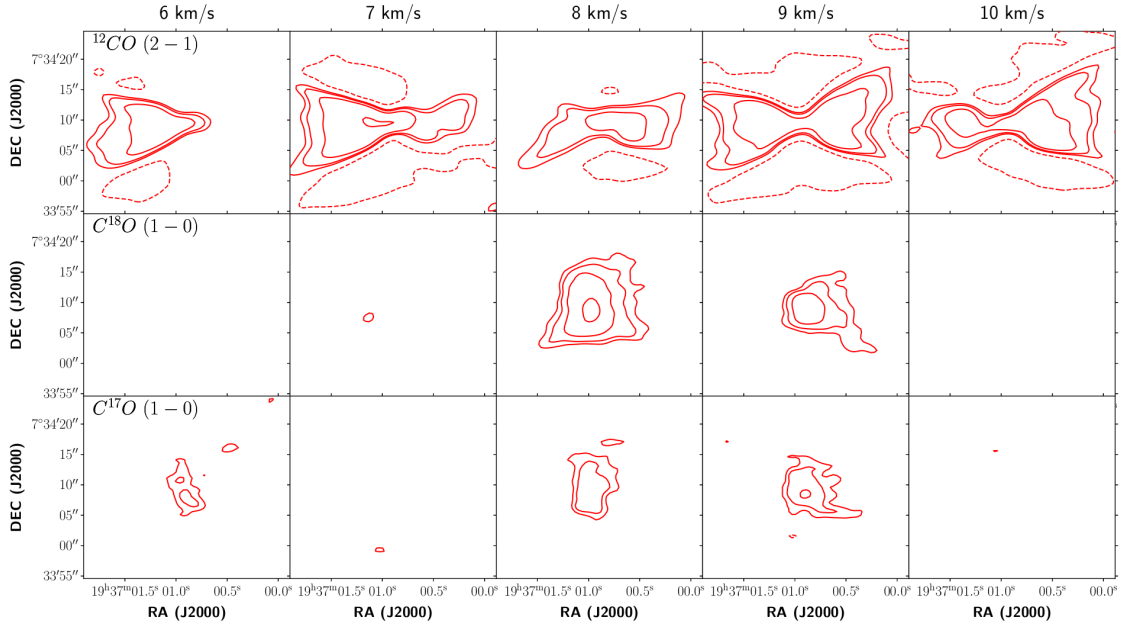 6 km/s 7 km/s 8 km/s 9 km/s 10 km/s
¹²CO (2 − 1)
7°34′20″
15″
10″
05″
00″
33′55″
DEC (J2000)
C¹⁸O (1 − 0)
7°34′20″
15″
10″
05″
00″
33′55″
DEC (J2000)
C¹⁷O (1 − 0)
7°34′20″
15″
10″
05″
00″
33′55″
DEC (J2000)
19ʰ37ᵐ01.5ˢ 01.0ˢ 00.5ˢ 00.0ˢ 19ʰ37ᵐ01.5ˢ 01.0ˢ 00.5ˢ 00.0ˢ 19ʰ37ᵐ01.5ˢ 01.0ˢ 00.5ˢ 00.0ˢ 19ʰ37ᵐ01.5ˢ 01.0ˢ 00.5ˢ 00.0ˢ 19ʰ37ᵐ01.5ˢ 01.0ˢ 00.5ˢ 00.0ˢ
RA (J2000) RA (J2000) RA (J2000) RA (J2000) RA (J2000)